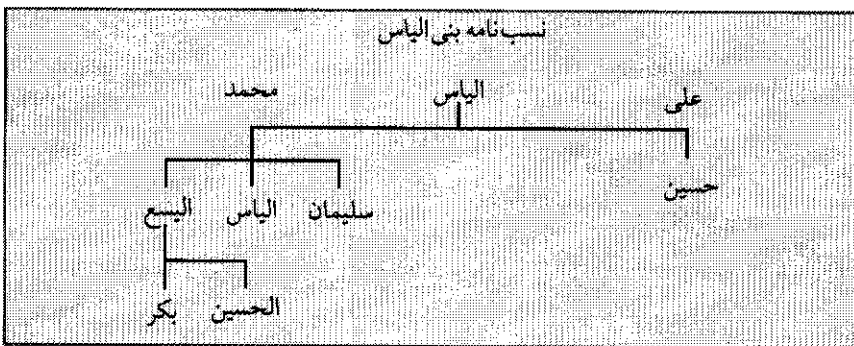 نسب‌نامه بنی الیاس
علی الیاس محمد
حسین سلیمان الیاس الیسع
الحسین بکر